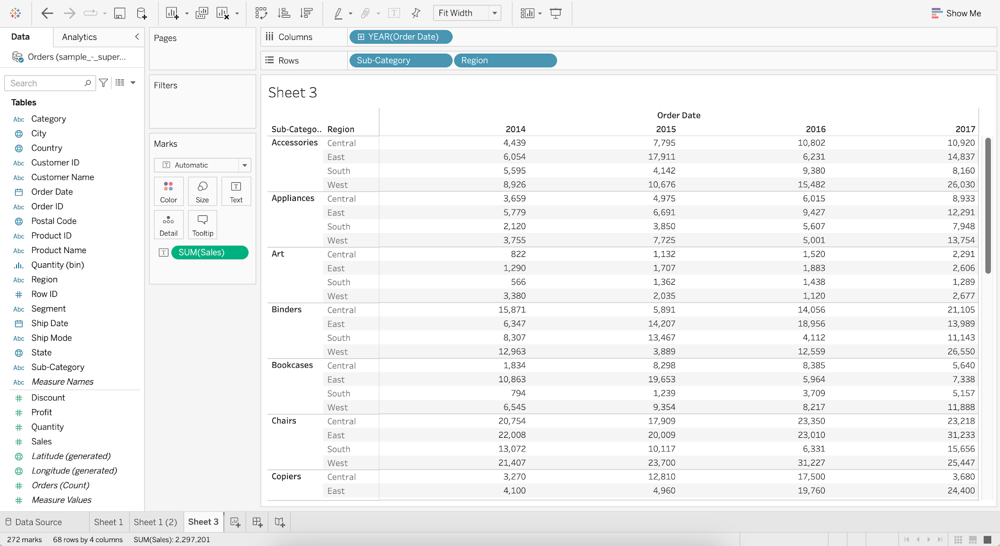 Fit Width
Show Me
Data
Analytics
Orders (sample_-_super...
Search
Tables
Abc Category
City
Country
Abc Customer ID
Abc Customer Name
Order Date
Abc Order ID
Postal Code
Abc Product ID
Abc Product Name
Quantity (bin)
Abc Region
# Row ID
Abc Segment
Ship Date
Abc Ship Mode
State
Abc Sub-Category
Abc Measure Names
# Discount
# Profit
# Quantity
# Sales
Latitude (generated)
Longitude (generated)
# Orders (Count)
# Measure Values
Pages
Filters
Marks
T Automatic
Color Size T Text
Detail Tooltip
T SUM(Sales)
Columns YEAR(Order Date)
Rows Sub-Category Region
Sheet 3
Order Date
Sub-Catego.. Region 2014 2015 2016 2017
Accessories Central 4,439 7,795 10,802 10,920
East 6,054 17,911 6,231 14,837
South 5,595 4,142 9,380 8,160
West 8,926 10,676 15,482 26,030
Appliances Central 3,659 4,975 6,015 8,933
East 5,779 6,691 9,427 12,291
South 2,120 3,850 5,607 7,948
West 3,755 7,725 5,001 13,754
Art Central 822 1,132 1,520 2,291
East 1,290 1,707 1,883 2,606
South 566 1,362 1,438 1,289
West 3,380 2,035 1,120 2,677
Binders Central 15,871 5,891 14,056 21,105
East 6,347 14,207 18,956 13,989
South 8,307 13,467 4,112 11,143
West 12,963 3,889 12,559 26,550
Bookcases Central 1,834 8,298 8,385 5,640
East 10,863 19,653 5,964 7,338
South 794 1,239 3,709 5,157
West 6,545 9,354 8,217 11,888
Chairs Central 20,754 17,909 23,350 23,218
East 22,008 20,009 23,010 31,233
South 13,072 10,117 6,331 15,656
West 21,407 23,700 31,227 25,447
Copiers Central 3,270 12,810 17,500 3,680
East 4,100 4,960 19,760 24,400
Data Source Sheet 1 Sheet 1 (2) Sheet 3
272 marks 68 rows by 4 columns SUM(Sales): 2,297,201